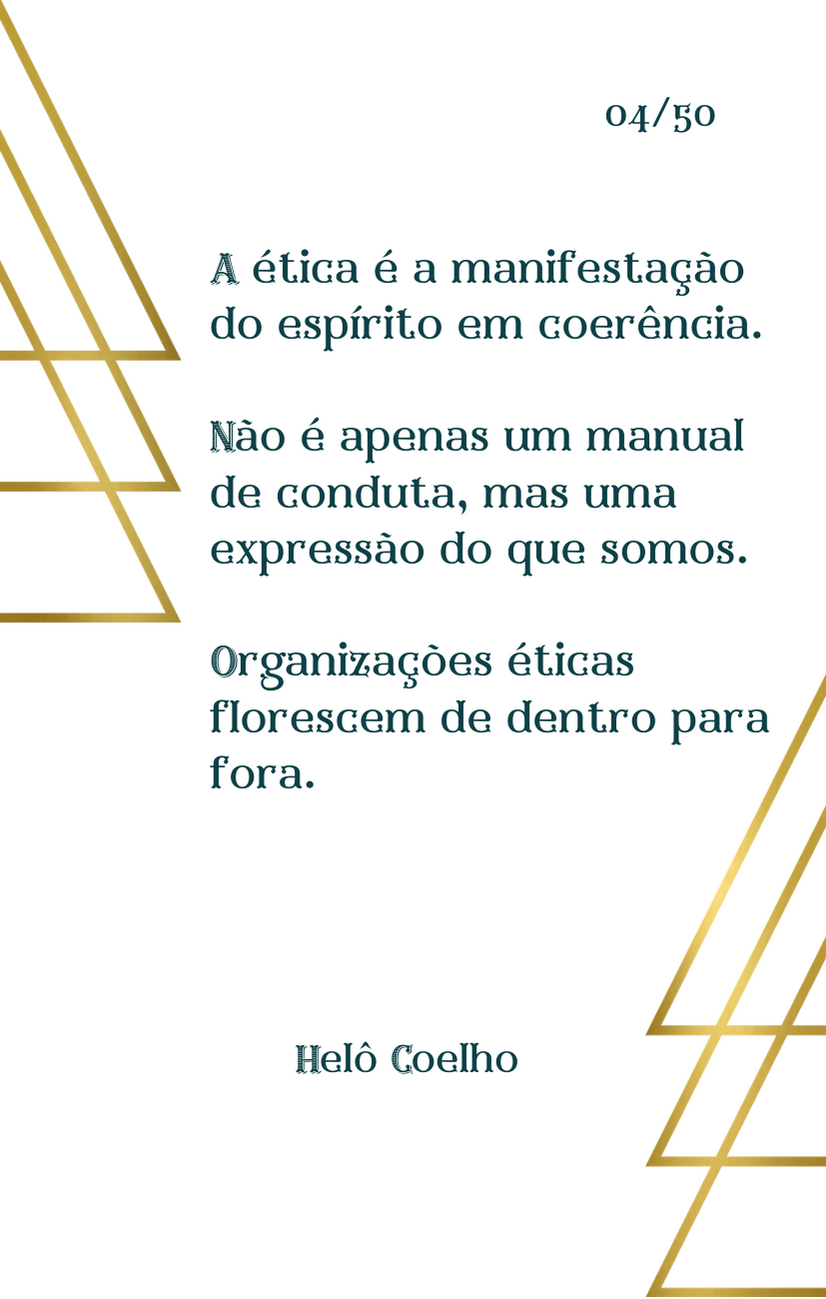 04/50
A ética é a manifestação
do espírito em coerência.
Não é apenas um manual
de conduta, mas uma
expressão do que somos.
Organizações éticas
florescem de dentro para
fora.
Helô Coelho